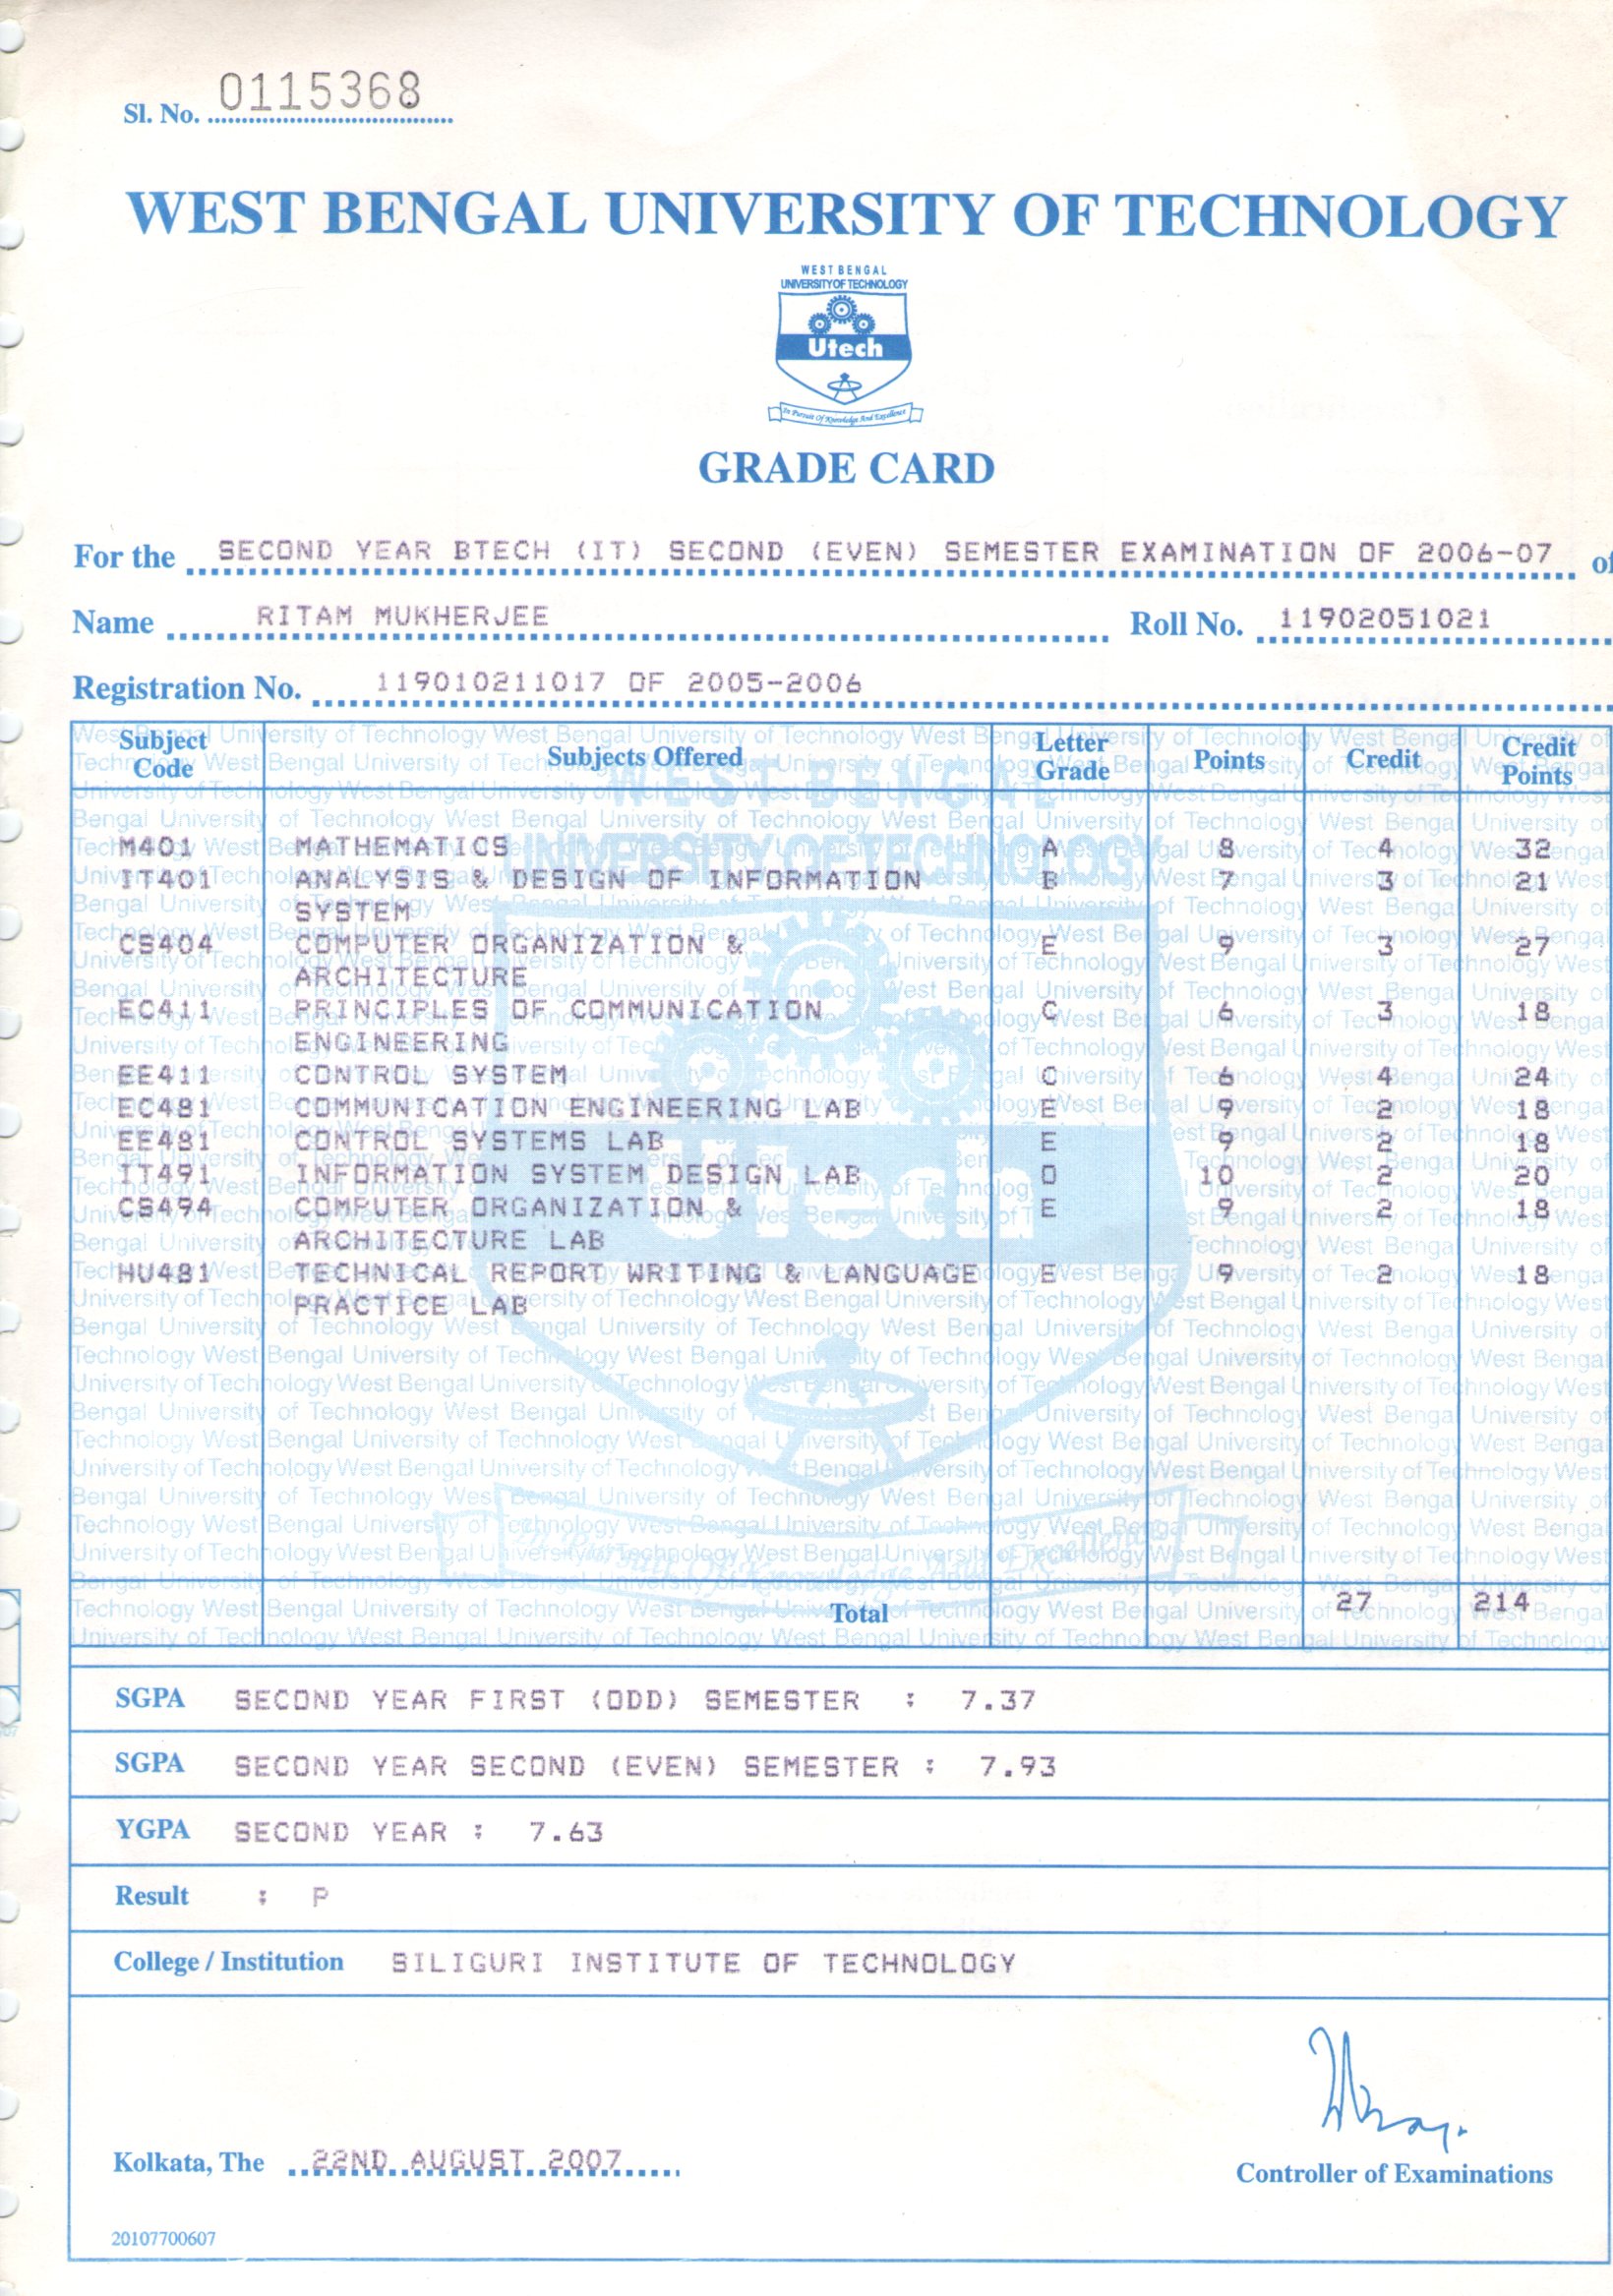 Sl. No. 0115368
WEST BENGAL UNIVERSITY OF TECHNOLOGY
WEST BENGAL
UNIVERSITY OF TECHNOLOGY
Utech
In Pursuit Of Knowledge And Excellence
GRADE CARD
For the SECOND YEAR BTECH (IT) SECOND (EVEN) SEMESTER EXAMINATION OF 2006-07 of
Name RITAM MUKHERJEE Roll No. 11902051021
Registration No. 119010211017 OF 2005-2006
Subject Code Subjects Offered Letter Grade Points Credit Credit Points
M401 MATHEMATICS A 8 4 32
IT401 ANALYSIS & DESIGN OF INFORMATION B 7 3 21
SYSTEM
CS404 COMPUTER ORGANIZATION & E 9 3 27
ARCHITECTURE
EC411 PRINCIPLES OF COMMUNICATION C 6 3 18
ENGINEERING
EE411 CONTROL SYSTEM C 6 4 24
EC481 COMMUNICATION ENGINEERING LAB E 9 2 18
EE481 CONTROL SYSTEMS LAB E 9 2 18
IT491 INFORMATION SYSTEM DESIGN LAB O 10 2 20
CS494 COMPUTER ORGANIZATION & E 9 2 18
ARCHITECTURE LAB
HU481 TECHNICAL REPORT WRITING & LANGUAGE E 9 2 18
PRACTICE LAB
Total 27 214
SGPA SECOND YEAR FIRST (ODD) SEMESTER : 7.37
SGPA SECOND YEAR SECOND (EVEN) SEMESTER : 7.93
YGPA SECOND YEAR : 7.63
Result : P
College / Institution SILIGURI INSTITUTE OF TECHNOLOGY
Kolkata, The 22ND AUGUST 2007
Controller of Examinations
20107700607